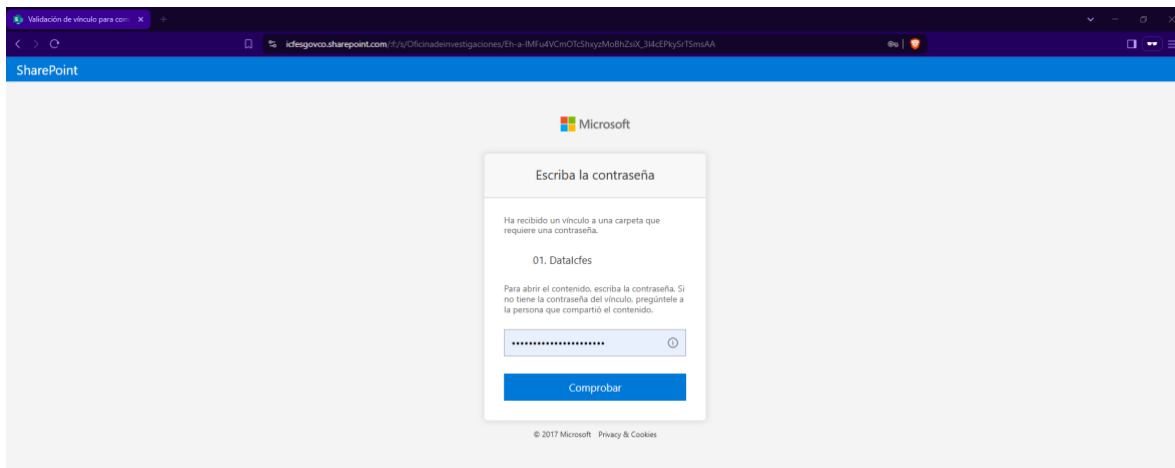 Validación de vínculo para com
icfesgovco.sharepoint.com/:f:/s/Oficinadeinvestigaciones/Eh-a-IMFu4VCmOTcShxyzMoBhZsiX_3I4cEPkySrTSmsAA
SharePoint
Microsoft
Escriba la contraseña
Ha recibido un vínculo a una carpeta que
requiere una contraseña.
01. DataIcfes
Para abrir el contenido, escriba la contraseña. Si
no tiene la contraseña del vínculo, pregúntele a
la persona que compartió el contenido.
Comprobar
© 2017 Microsoft Privacy & Cookies